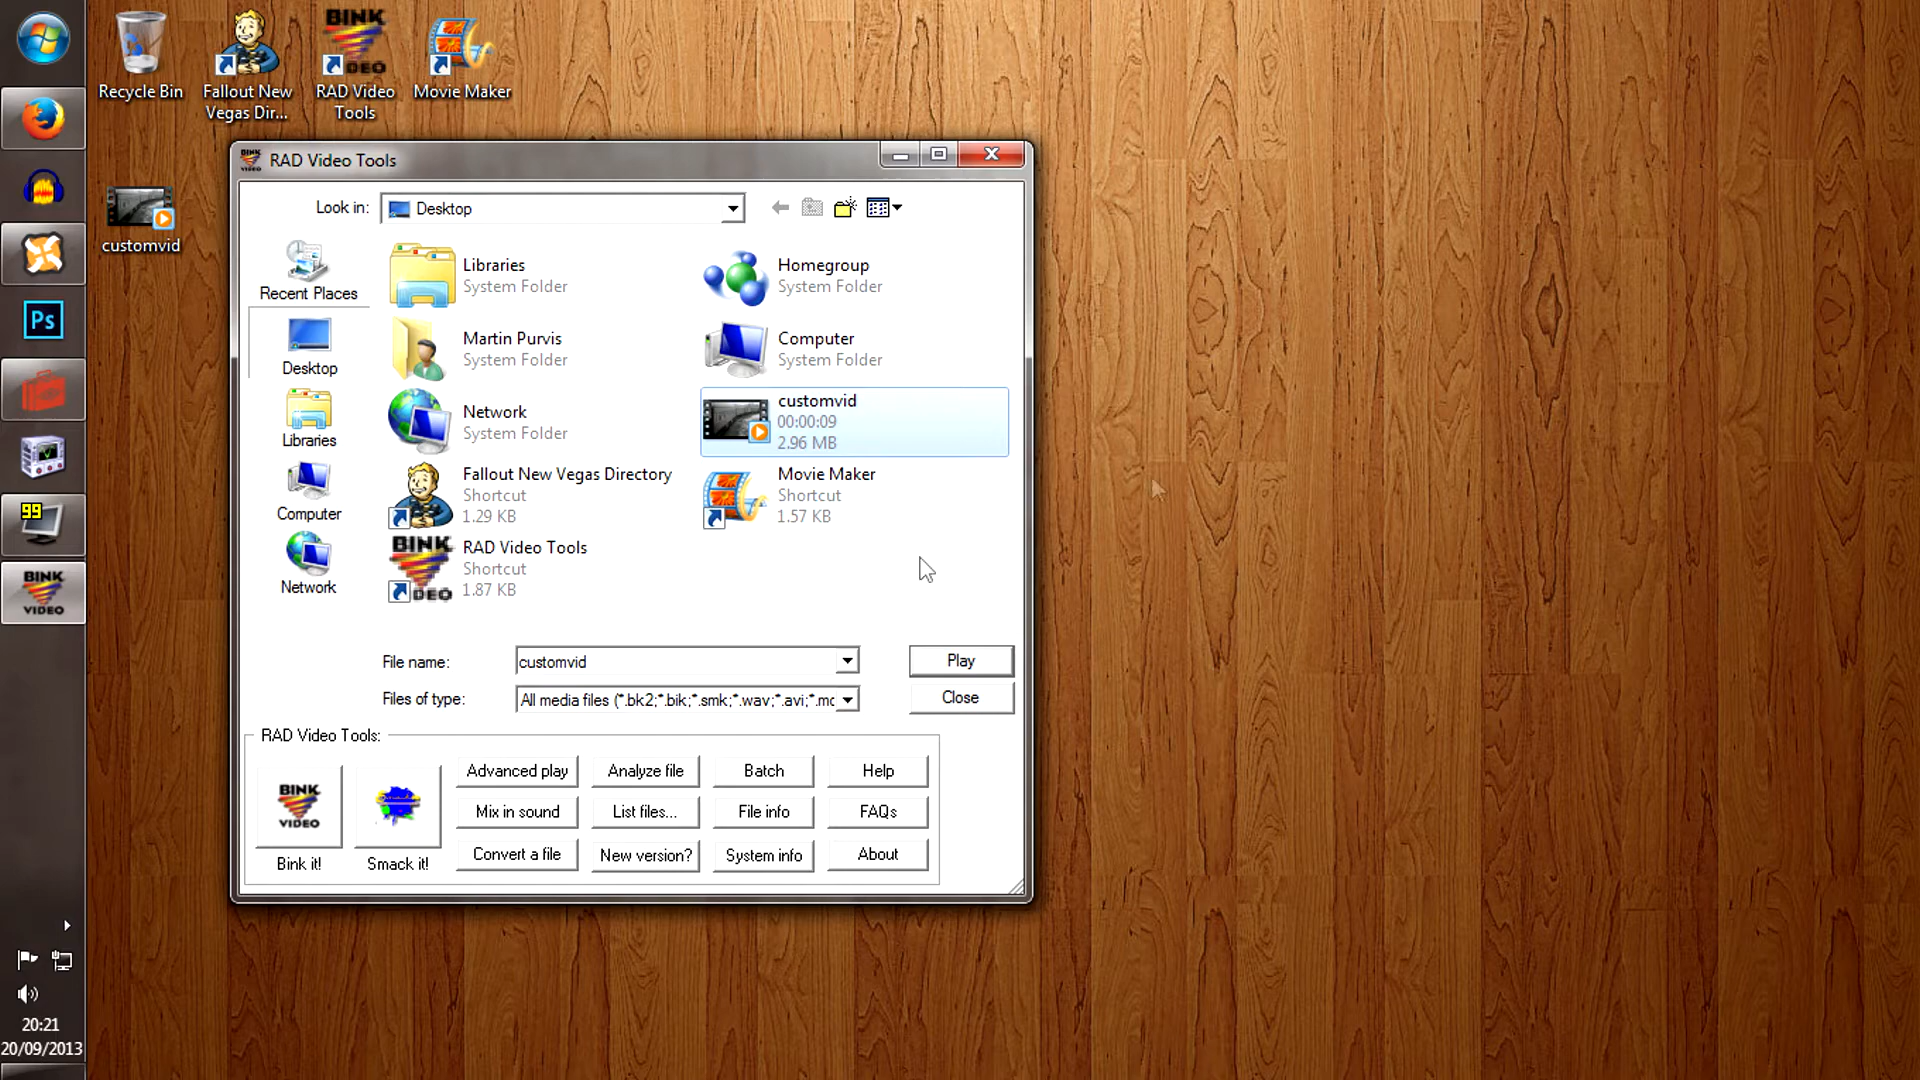 Recycle Bin
Fallout New
Vegas Dir...
BINK
DEO
RAD Video
Tools
Movie Maker
customvid
BINK
VIDEO
RAD Video Tools
Look in:
Desktop
Recent Places
Desktop
Libraries
Computer
Network
Libraries
System Folder
Homegroup
System Folder
Martin Purvis
System Folder
Computer
System Folder
Network
System Folder
customvid
00:00:09
2.96 MB
Fallout New Vegas Directory
Shortcut
1.29 KB
Movie Maker
Shortcut
1.57 KB
BINK
DEO
RAD Video Tools
Shortcut
1.87 KB
File name:
customvid
Play
Files of type:
All media files (*.bk2;*.bik;*.smk;*.wav;*.avi;*.mc
Close
RAD Video Tools:
BINK
VIDEO
Bink it!
Smack it!
Advanced play
Analyze file
Batch
Help
Mix in sound
List files...
File info
FAQs
Convert a file
New version?
System info
About
Ps
99
BINK
VIDEO
20:21
20/09/2013